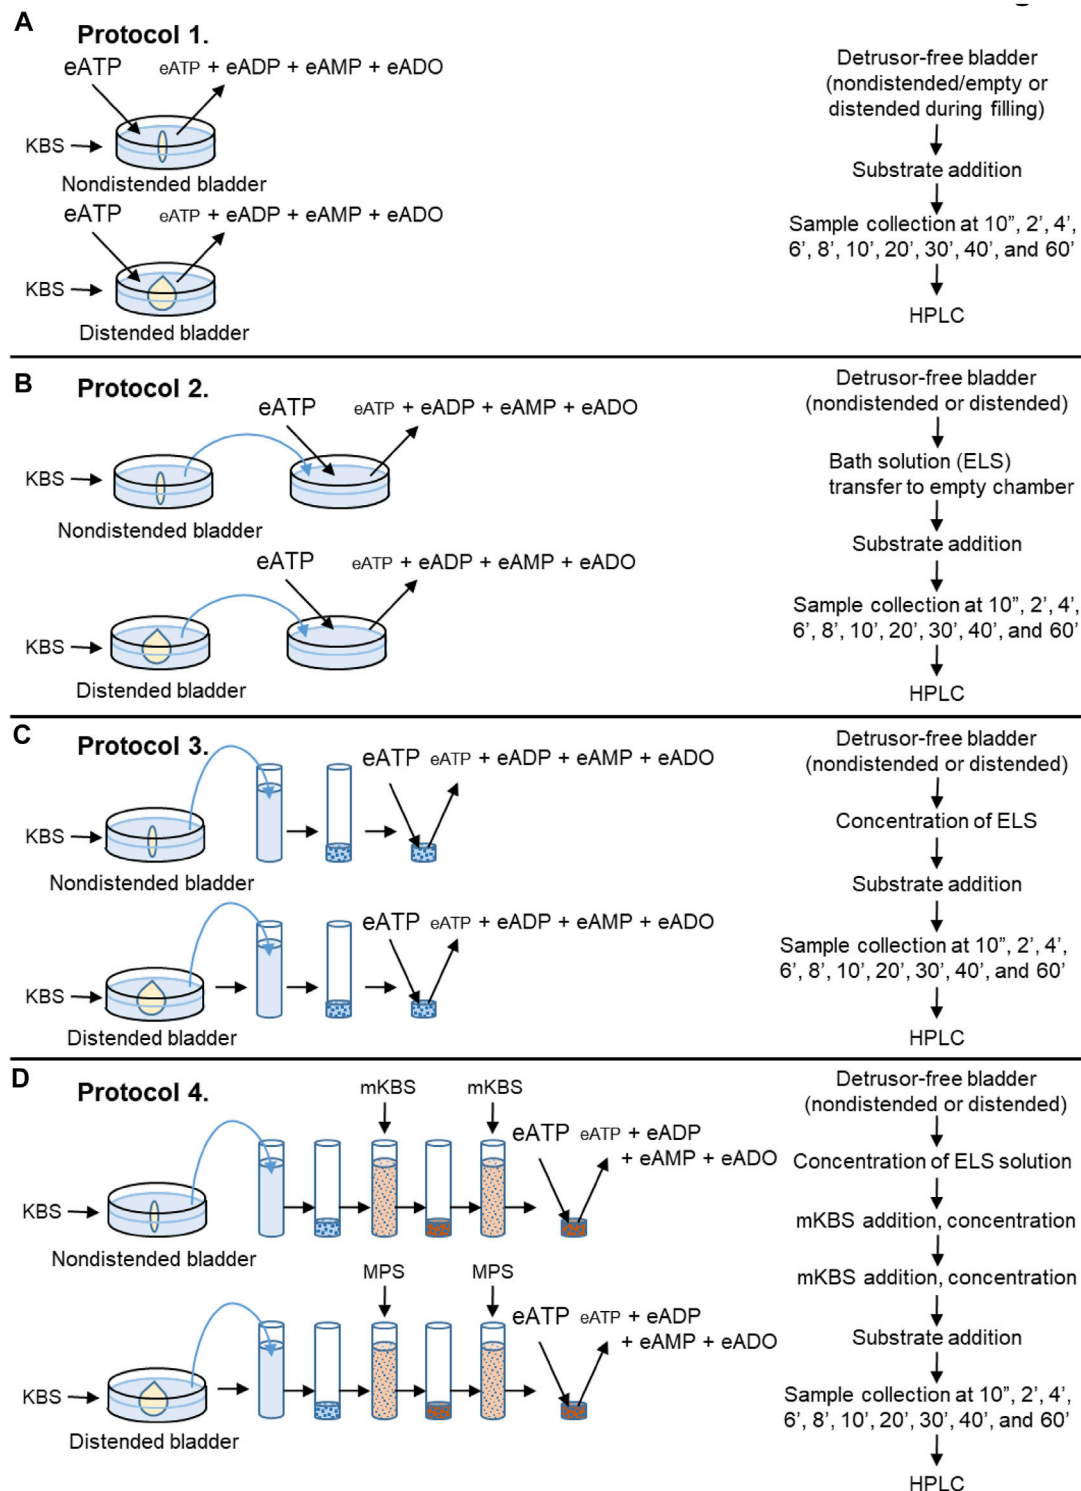 A
Protocol 1.
eATP
eATP + eADP + eAMP + eADO
KBS
Nondistended bladder
eATP
eATP + eADP + eAMP + eADO
KBS
Distended bladder
Detrusor-free bladder
(nondistended/empty or
distended during filling)
Substrate addition
Sample collection at 10”, 2’, 4’,
6’, 8’, 10’, 20’, 30’, 40’, and 60’
HPLC
B
Protocol 2.
eATP
eATP + eADP + eAMP + eADO
KBS
Nondistended bladder
eATP
eATP + eADP + eAMP + eADO
KBS
Distended bladder
Detrusor-free bladder
(nondistended or distended)
Bath solution (ELS)
transfer to empty chamber
Substrate addition
Sample collection at 10”, 2’, 4’,
6’, 8’, 10’, 20’, 30’, 40’, and 60’
HPLC
C
Protocol 3.
eATP
eATP + eADP + eAMP + eADO
KBS
Nondistended bladder
eATP
eATP + eADP + eAMP + eADO
KBS
Distended bladder
Detrusor-free bladder
(nondistended or distended)
Concentration of ELS
Substrate addition
Sample collection at 10”, 2’, 4’,
6’, 8’, 10’, 20’, 30’, 40’, and 60’
HPLC
D
Protocol 4.
mKBS
mKBS
eATP
eATP + eADP
+ eAMP + eADO
KBS
Nondistended bladder
MPS
MPS
eATP
eATP + eADP
+ eAMP + eADO
KBS
Distended bladder
Detrusor-free bladder
(nondistended or distended)
Concentration of ELS solution
mKBS addition, concentration
mKBS addition, concentration
Substrate addition
Sample collection at 10”, 2’, 4’,
6’, 8’, 10’, 20’, 30’, 40’, and 60’
HPLC